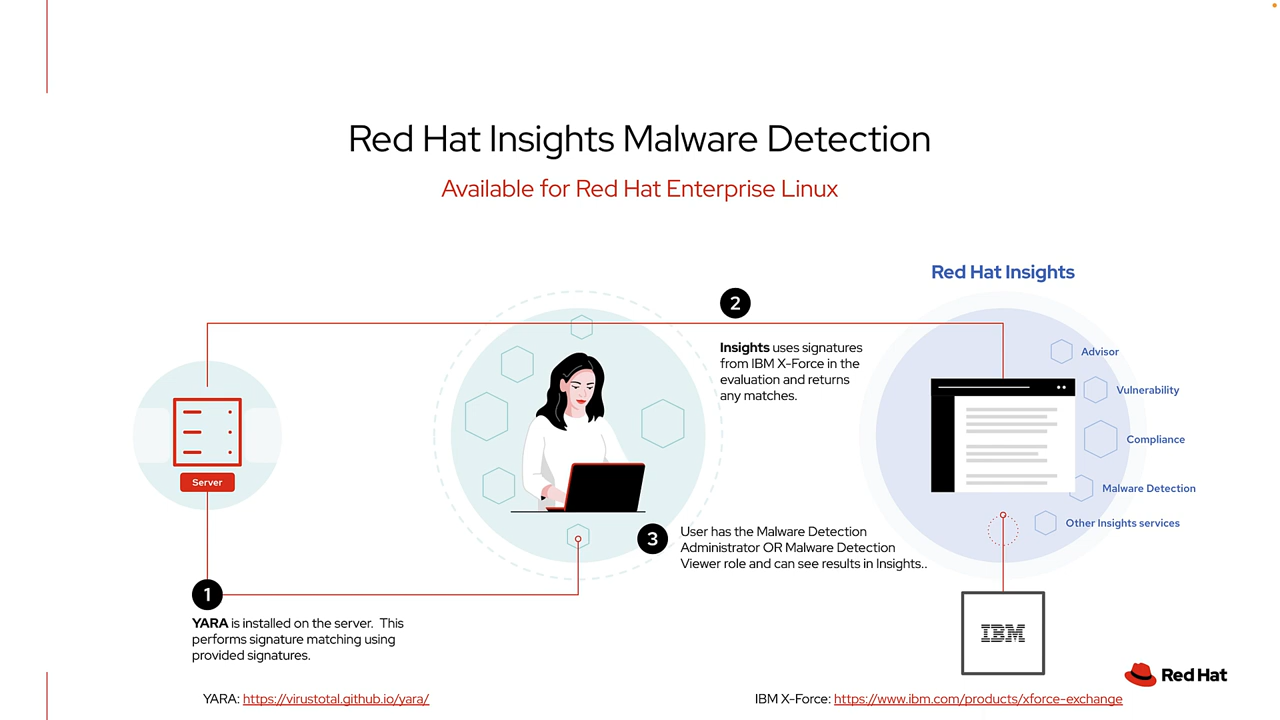 Red Hat Insights Malware Detection
Available for Red Hat Enterprise Linux
Red Hat Insights
2
Insights uses signatures
from IBM X-Force in the
evaluation and returns
any matches.
Advisor
Vulnerability
Compliance
Malware Detection
Other Insights services
Server
3
User has the Malware Detection
Administrator OR Malware Detection
Viewer role and can see results in Insights..
1
YARA is installed on the server.  This
performs signature matching using
provided signatures.
IBM
Red Hat
YARA: https://virustotal.github.io/yara/
IBM X-Force: https://www.ibm.com/products/xforce-exchange